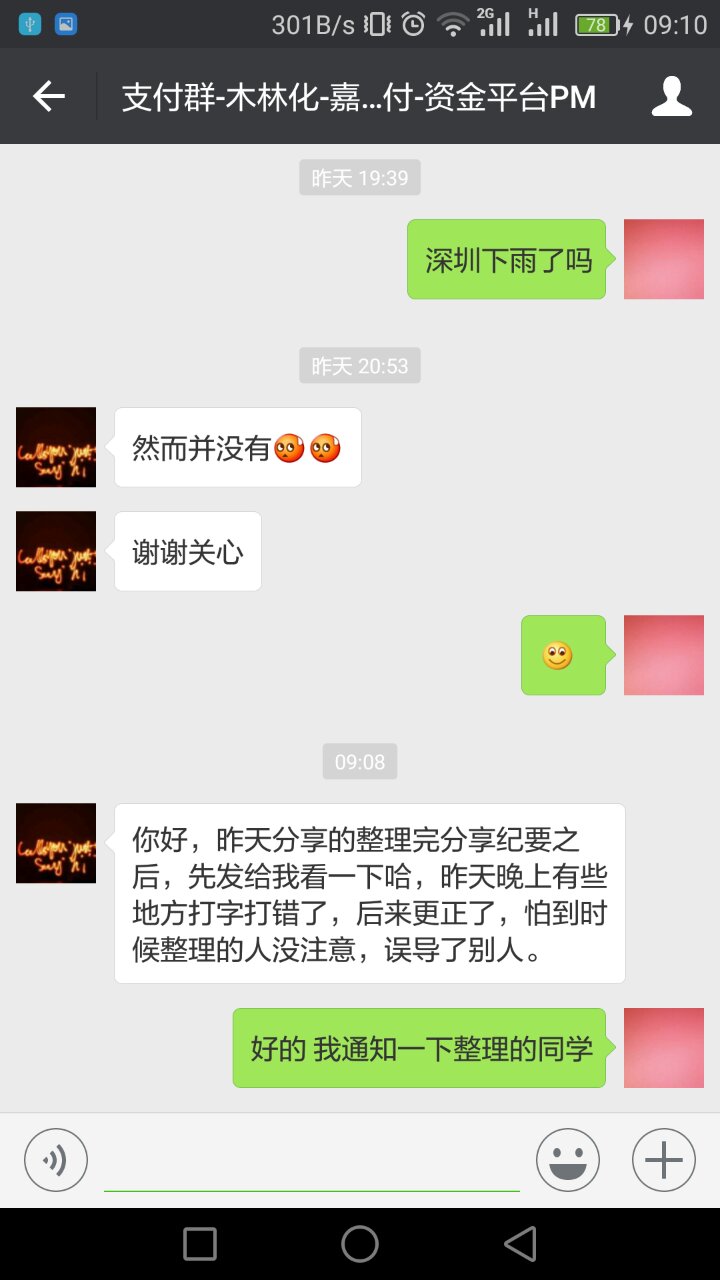 301B/s 2G H 78 09:10
支付群-木林化-嘉...付-资金平台PM
昨天 19:39
深圳下雨了吗
昨天 20:53
然而并没有
谢谢关心
09:08
你好，昨天分享的整理完分享纪要之
后，先发给我看一下哈，昨天晚上有些
地方打字打错了，后来更正了，怕到时
候整理的人没注意，误导了别人。
好的 我通知一下整理的同学